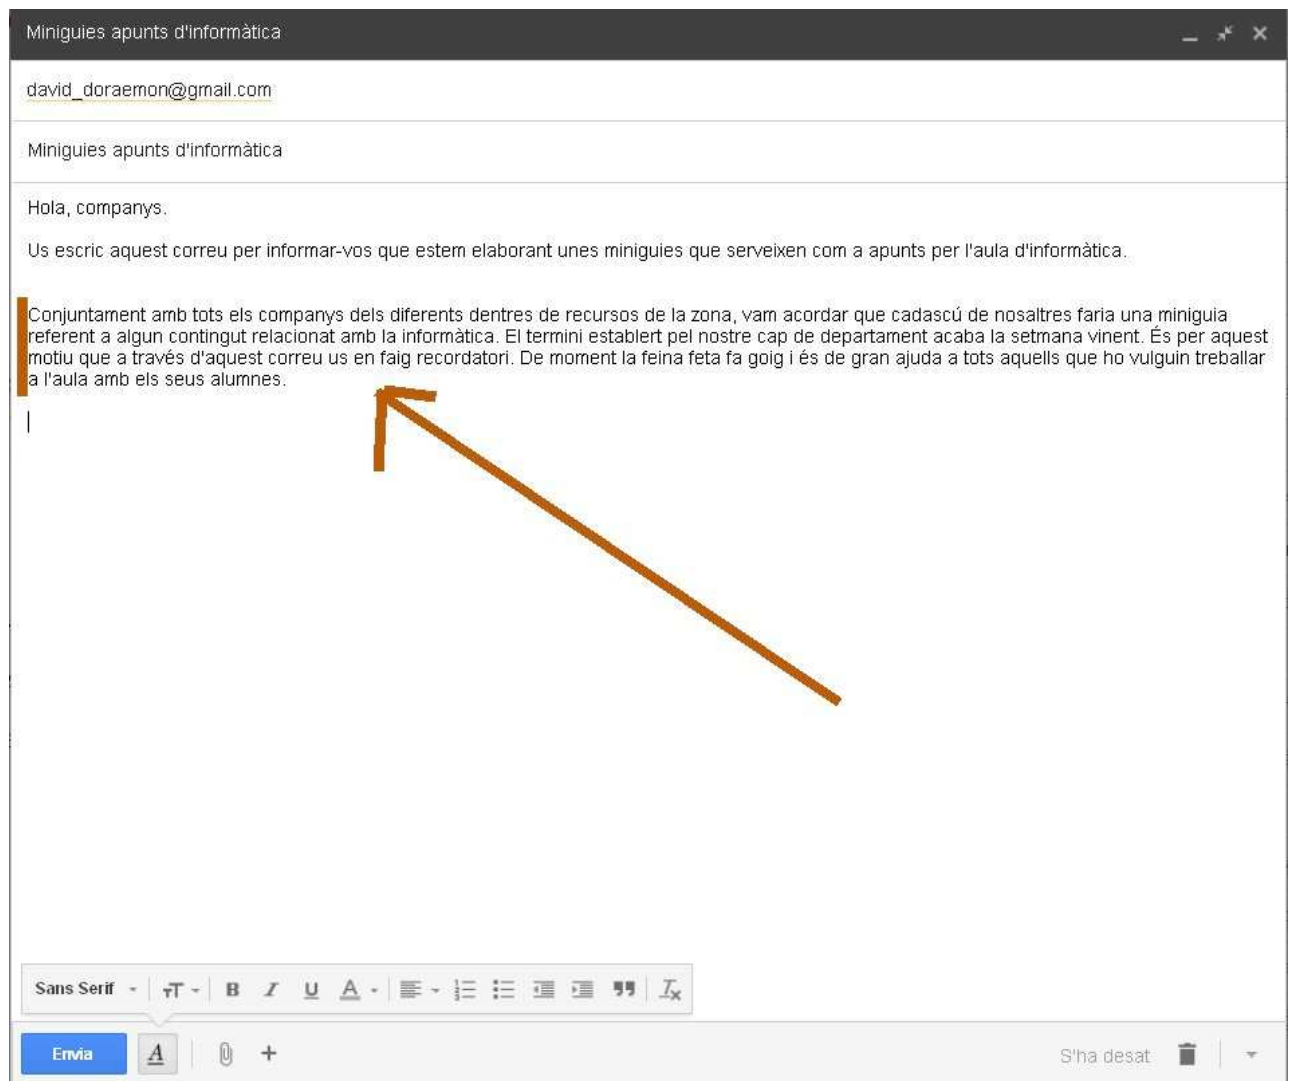 Miniguies apunts d'informàtica
david_doraemon@gmail.com
Miniguies apunts d'informàtica
Hola, companys.
Us escric aquest correu per informar-vos que estem elaborant unes miniguies que serveixen com a apunts per l'aula d'informàtica.
Conjuntament amb tots els companys dels diferents dentres de recursos de la zona, vam acordar que cadascú de nosaltres faria una miniguia
referent a algun contingut relacionat amb la informàtica. El termini establert pel nostre cap de departament acaba la setmana vinent. És per aquest
motiu que a través d'aquest correu us en faig recordatori. De moment la feina feta fa goig i és de gran ajuda a tots aquells que ho vulguin treballar
a l'aula amb els seus alumnes.
Sans Serif TT B I U A
Envia A S'ha desat